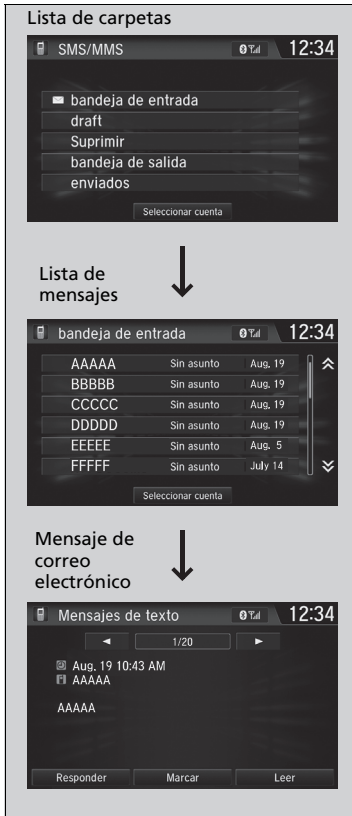 Lista de carpetas
SMS/MMS 12:34
bandeja de entrada
draft
Suprimir
bandeja de salida
enviados
Seleccionar cuenta
Lista de
mensajes
bandeja de entrada 12:34
AAAAA Sin asunto Aug. 19
BBBBB Sin asunto Aug. 19
CCCCC Sin asunto Aug. 19
DDDDD Sin asunto Aug. 19
EEEEE Sin asunto Aug. 5
FFFFF Sin asunto July 14
Seleccionar cuenta
Mensaje de
correo
electrónico
Mensajes de texto 12:34
1/20
Aug. 19 10:43 AM
AAAAA
AAAAA
Responder Marcar Leer